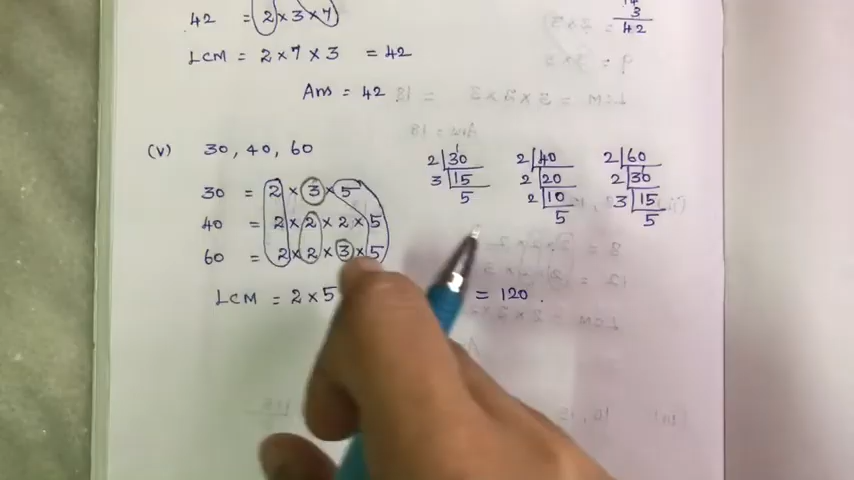 42 = 2 × 3 × 7
3
42
LCM = 2 × 7 × 3 = 42
Ans = 42
(v) 30, 40, 60
30 = 2 × 3 × 5
40 = 2 × 2 × 2 × 5
60 = 2 × 2 × 3 × 5
2 | 30
3 | 15
5
2 | 40
2 | 20
2 | 10
5
2 | 60
2 | 30
3 | 15
5
LCM = 2 × 5 = 120.